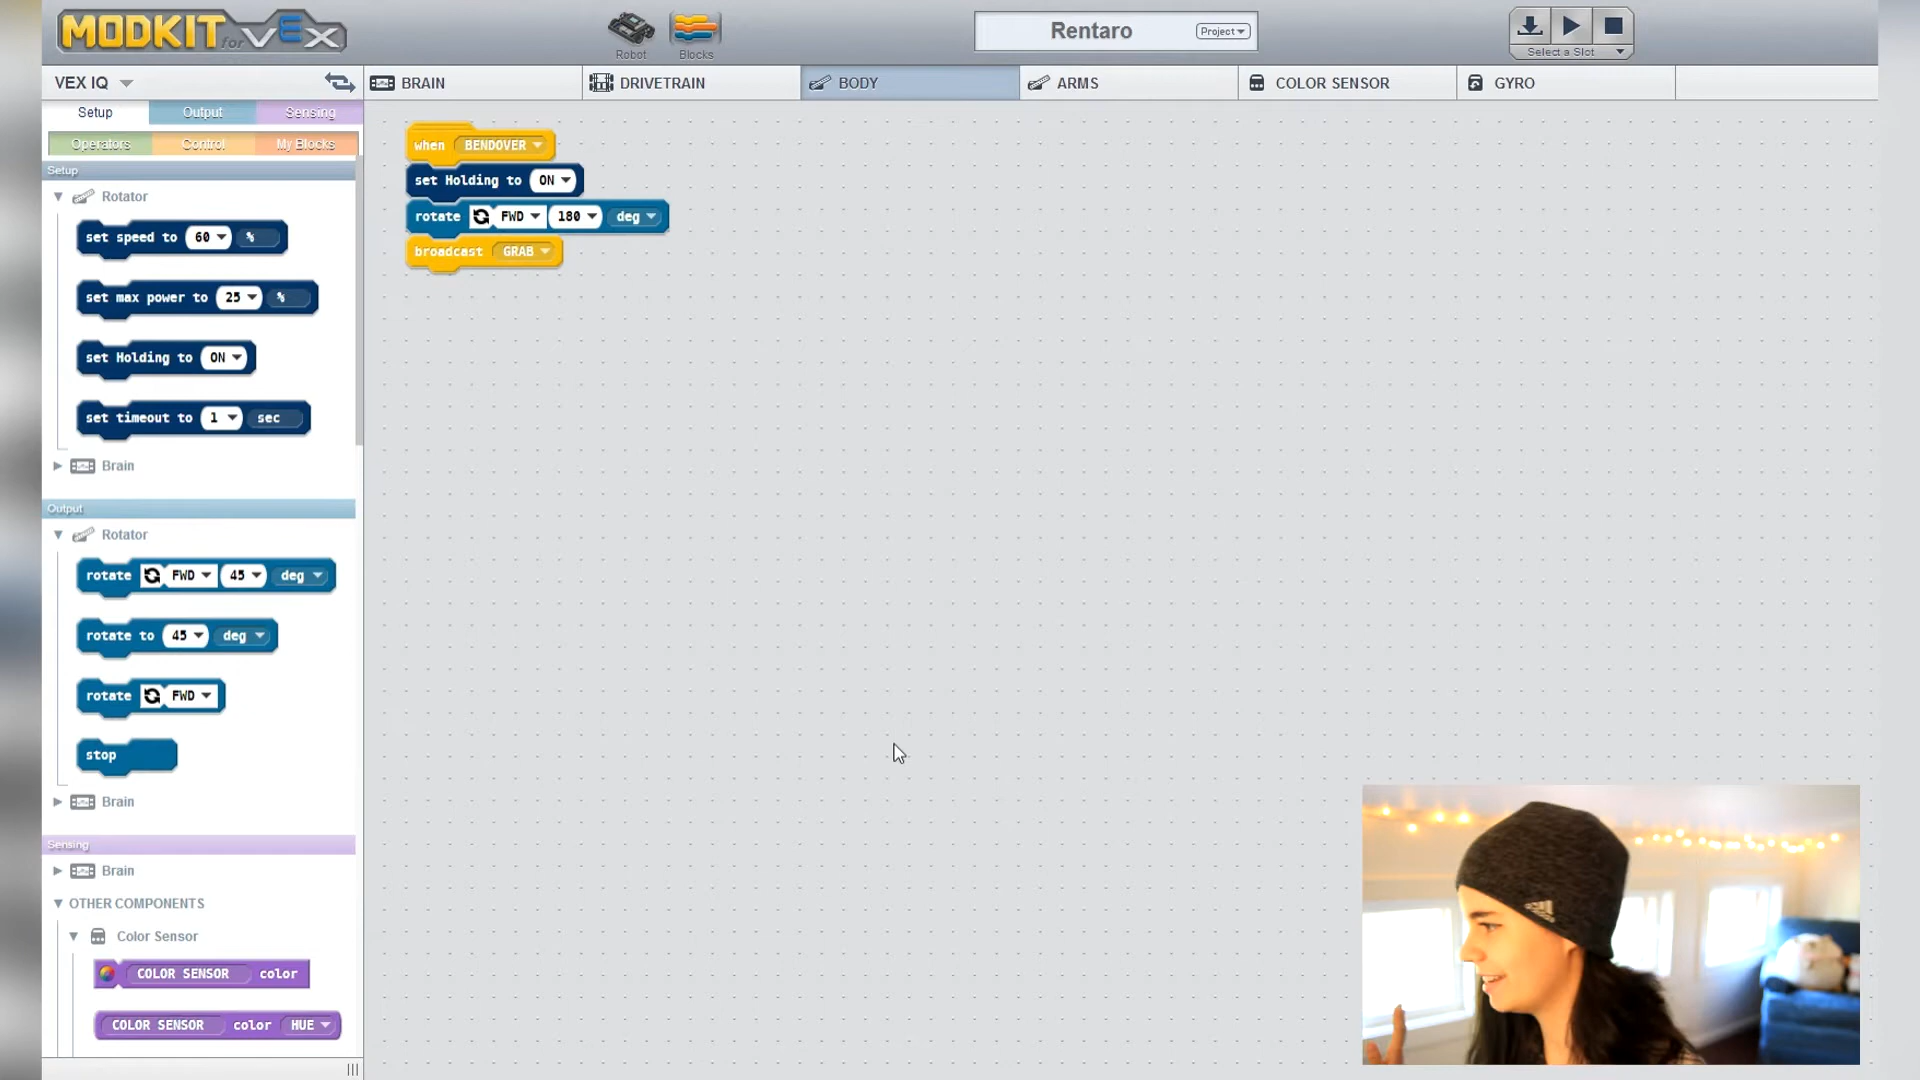 MODKIT for VEX
Robot
Blocks
Rentaro
Project
Select a Slot
VEX IQ
BRAIN
DRIVETRAIN
BODY
ARMS
COLOR SENSOR
GYRO
Setup
Output
Sensing
Operators
Control
My Blocks
Setup
Rotator
set speed to 60 %
set max power to 25 %
set Holding to ON
set timeout to 1 sec
Brain
Output
Rotator
rotate FWD 45 deg
rotate to 45 deg
rotate FWD
stop
Brain
Sensing
Brain
OTHER COMPONENTS
Color Sensor
COLOR SENSOR color
COLOR SENSOR color HUE
when BENDOVER
set Holding to ON
rotate FWD 180 deg
broadcast GRAB